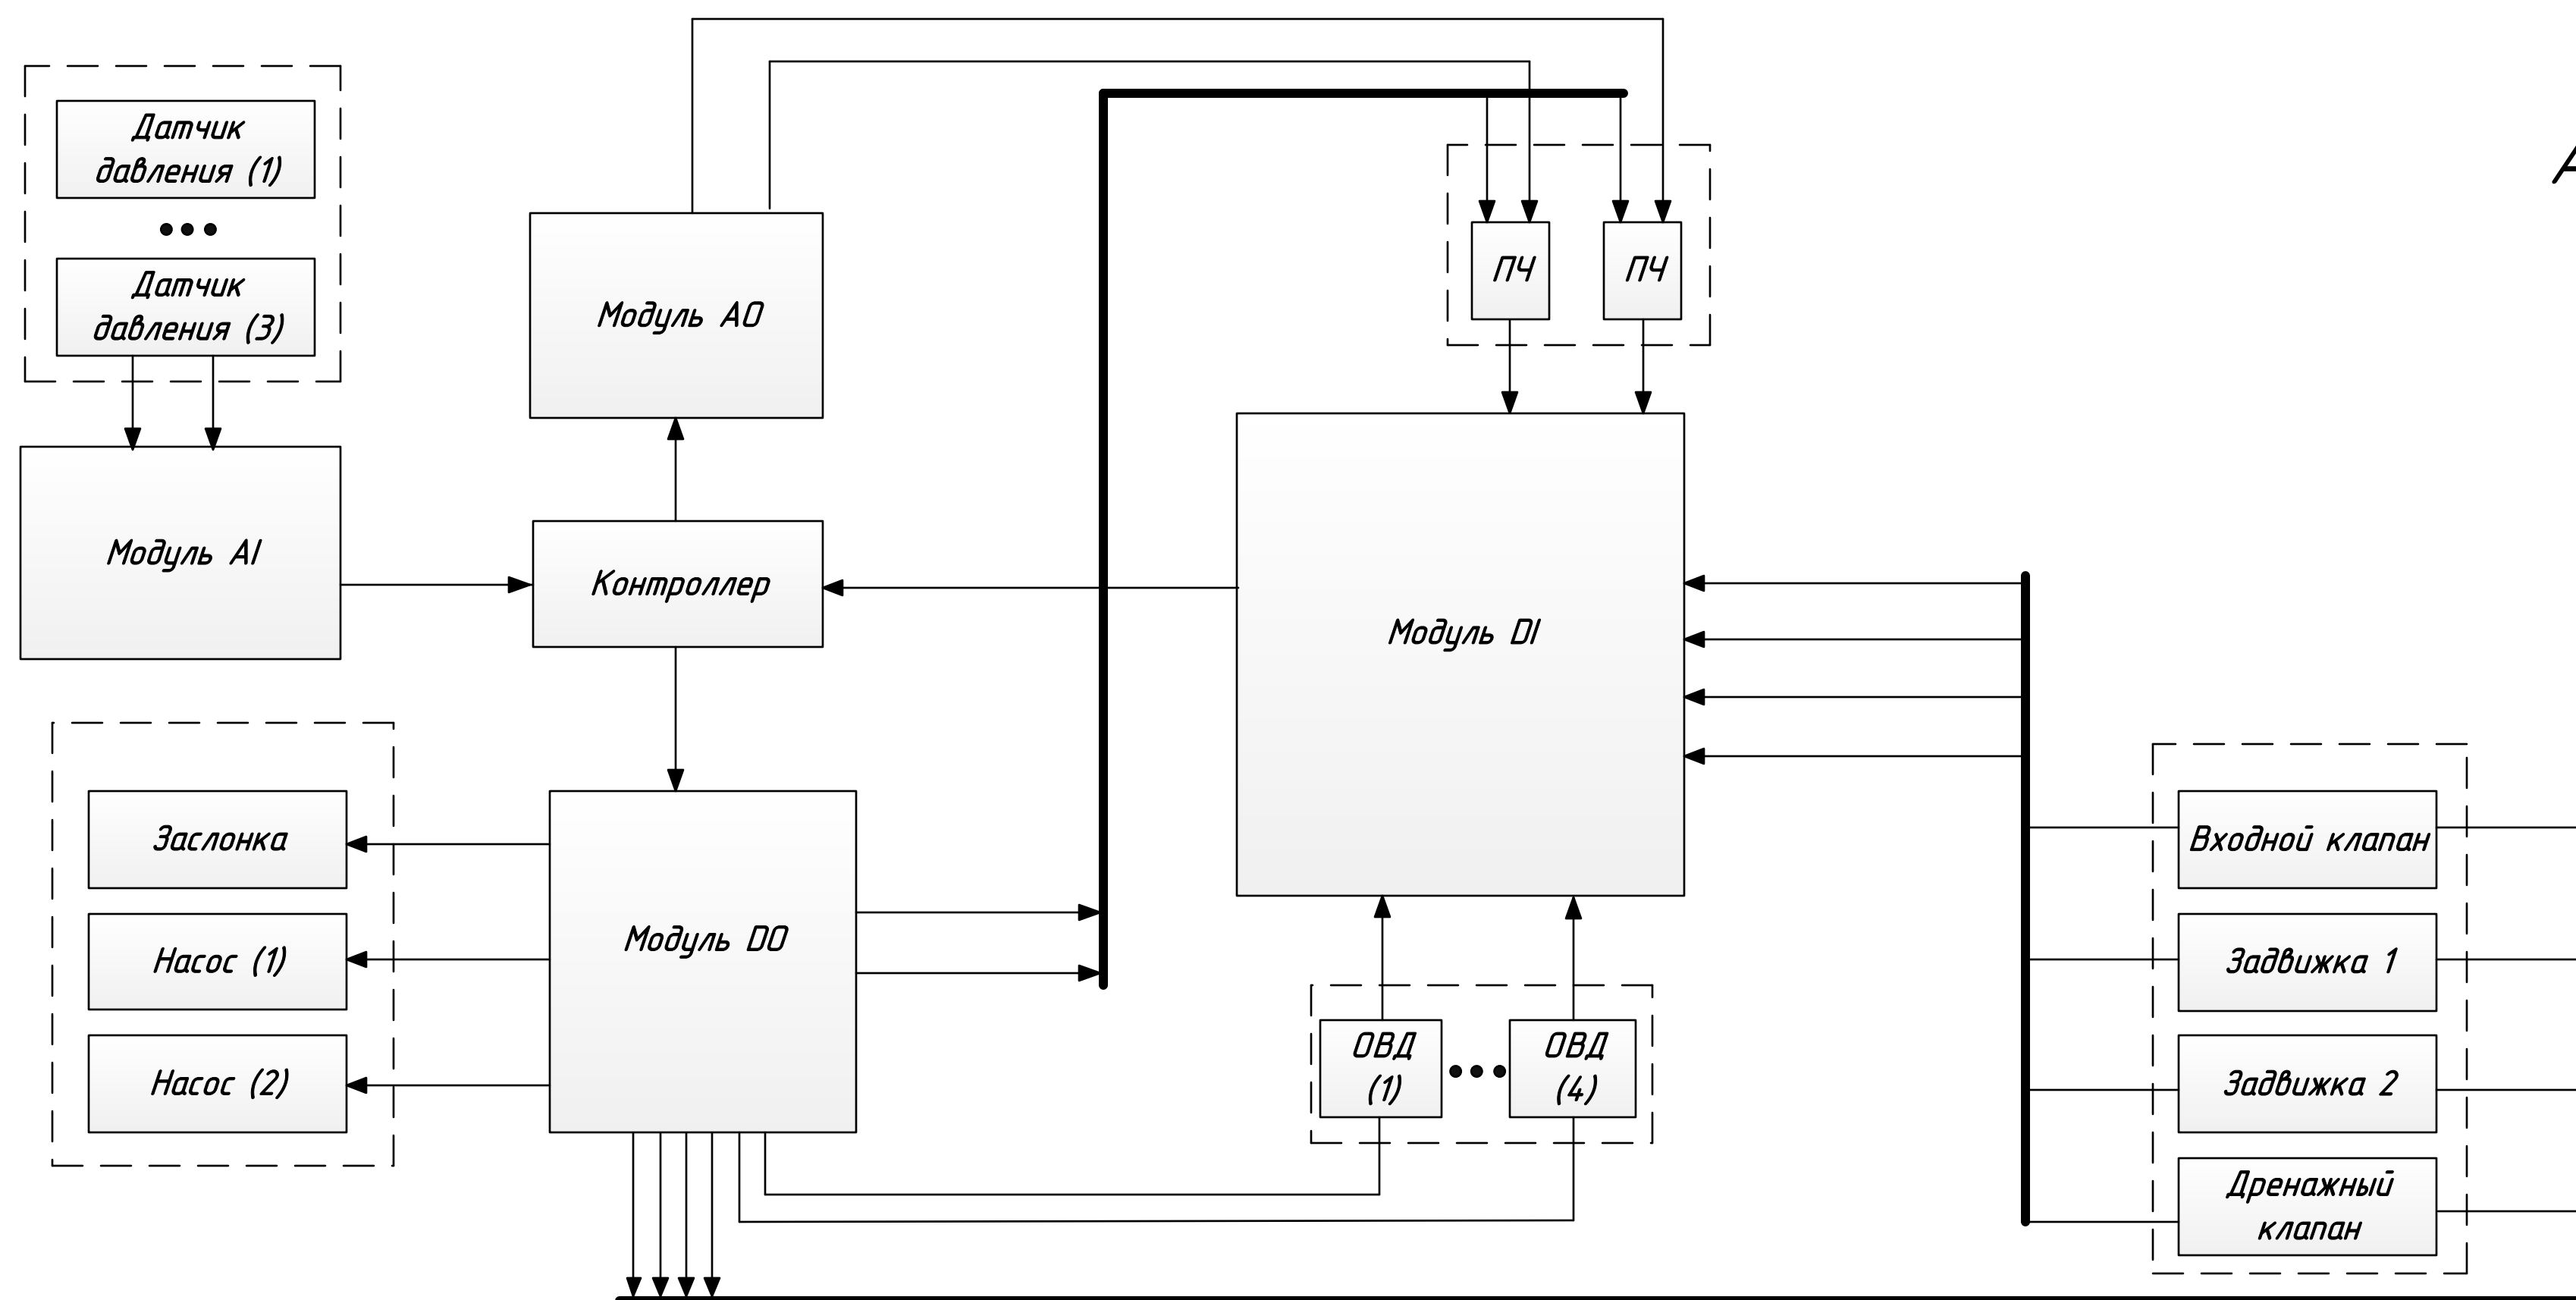 Датчик
давления (1)
Датчик
давления (3)
Модуль AI
Модуль АО
ПЧ
ПЧ
Контроллер
Модуль DI
Заслонка
Насос (1)
Насос (2)
Модуль DO
ОВД
(1)
ОВД
(4)
Входной клапан
Задвижка 1
Задвижка 2
Дренажный
клапан